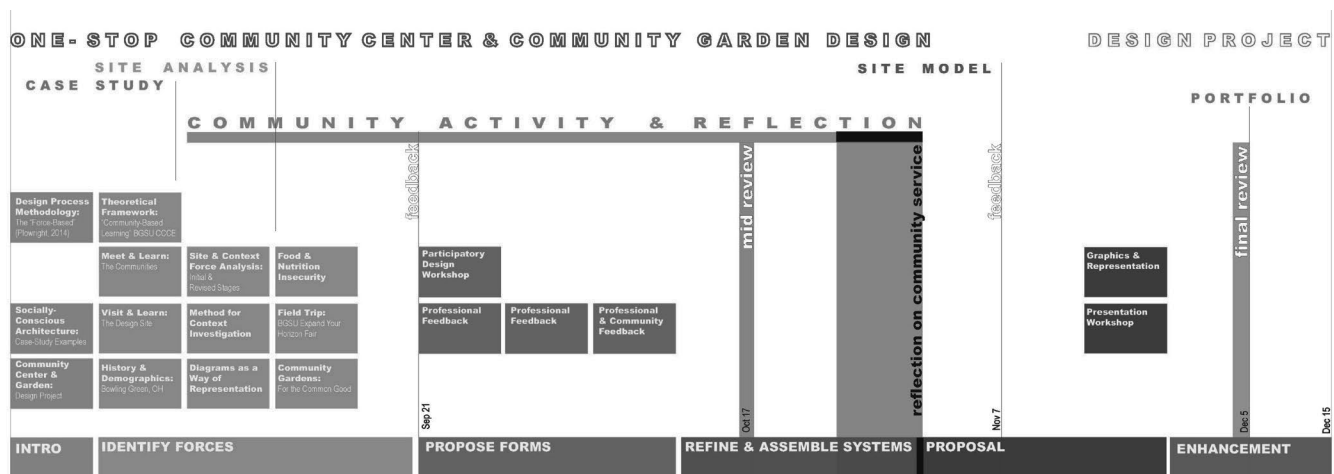 ONE- STOP COMMUNITY CENTER & COMMUNITY GARDEN DESIGN
DESIGN PROJECT
SITE ANALYSIS
SITE MODEL
CASE STUDY
PORTFOLIO
COMMUNITY ACTIVITY & REFLECTION
feedback
mid review
reflection on community service
feedback
final review
Design Process
Methodology:
The "Force-Based"
(Plowright, 2014)
Theoretical
Framework:
"Community-Based
Learning" BGSU CCCE
Meet & Learn:
The Communities
Site & Context
Force Analysis:
Initial &
Revised Stages
Food &
Nutrition
Insecurity
Participatory
Design
Workshop
Graphics &
Representation
Socially-
Conscious
Architecture:
Case-Study Examples
Visit & Learn:
The Design Site
Method for
Context
Investigation
Field Trip:
BGSU Expand Your
Horizon Fair
Professional
Feedback
Professional
Feedback
Professional
& Community
Feedback
Presentation
Workshop
Community
Center &
Garden:
Design Project
History &
Demographics:
Bowling Green, OH
Diagrams as a
Way of
Representation
Community
Gardens:
For the Common Good
Sep 21
Oct 17
Nov 7
Dec 5
Dec 15
INTRO
IDENTIFY FORCES
PROPOSE FORMS
REFINE & ASSEMBLE SYSTEMS
PROPOSAL
ENHANCEMENT